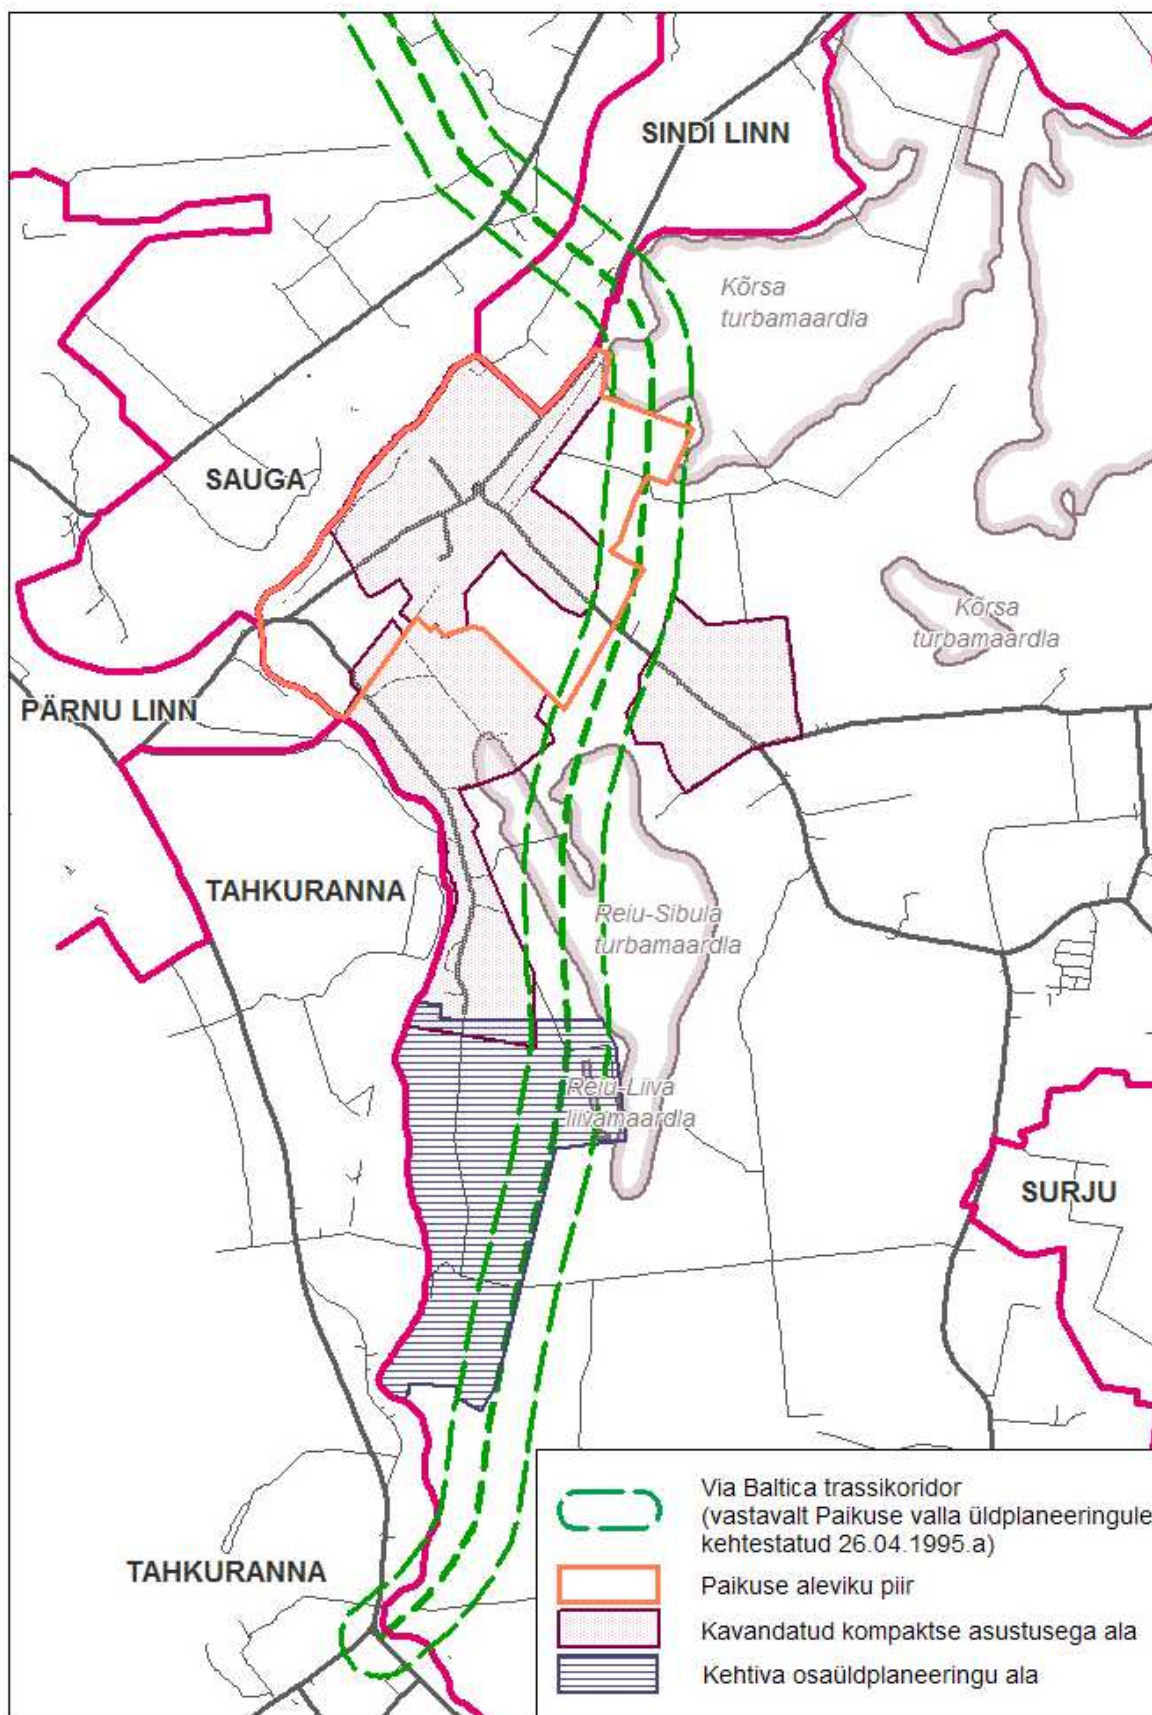 SINDI LINN
Kõrsa
turbamaardla
SAUGA
Kõrsa
turbamaardla
PÄRNU LINN
TAHKURANNA
Reiu-Sibula
turbamaardla
Reiu-Liiva
liivamaardla
SURJU
TAHKURANNA
Via Baltica trassikoridor
(vastavalt Paikuse valla üldplaneeringule
kehtestatud 26.04.1995.a)
Paikuse aleviku piir
Kavandatud kompaktse asustusega ala
Kehtiva osaüldplaneeringu ala